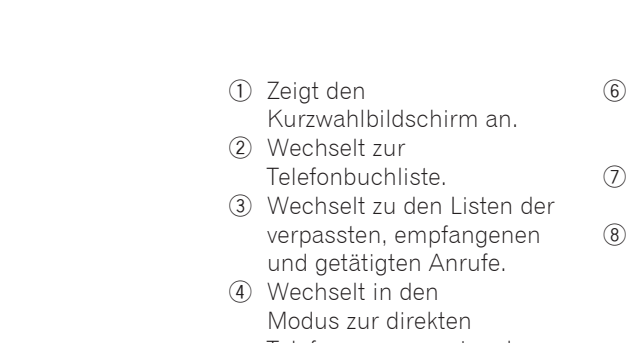 ① Zeigt den
Kurzwahlbildschirm an.
② Wechselt zur
Telefonbuchliste.
③ Wechselt zu den Listen der
verpassten, empfangenen
und getätigten Anrufe.
④ Wechselt in den
Modus zur direkten
⑥
⑦
⑧